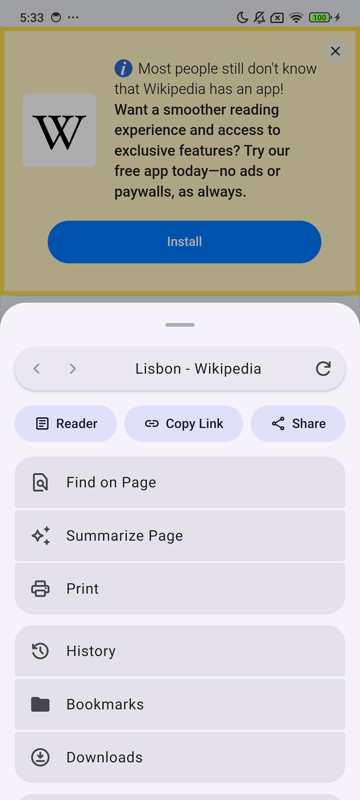 5:33
100
Most people still don't know
that Wikipedia has an app!
Want a smoother reading
experience and access to
exclusive features? Try our
free app today—no ads or
paywalls, as always.
W
Install
Lisbon - Wikipedia
Reader
Copy Link
Share
Find on Page
Summarize Page
Print
History
Bookmarks
Downloads